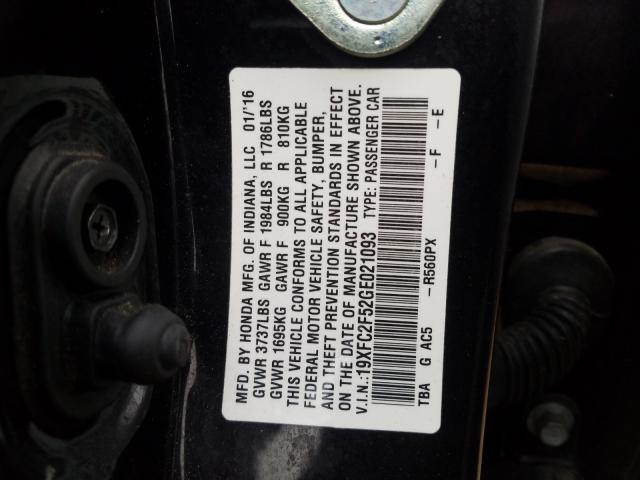 MFD. BY HONDA MFG. OF INDIANA, LLC 01/'16
GVWR 3737LBS GAWR F 1984LBS R 1786LBS
GVWR 1695KG GAWR F 900KG R 810KG
THIS VEHICLE CONFORMS TO ALL APPLICABLE
FEDERAL MOTOR VEHICLE SAFETY, BUMPER,
AND THEFT PREVENTION STANDARDS IN EFFECT
ON THE DATE OF MANUFACTURE SHOWN ABOVE.
V.I.N.:19XFC2F52GE021093 TYPE: PASSENGER CAR
TBA G AC5 -R560PX -F -E